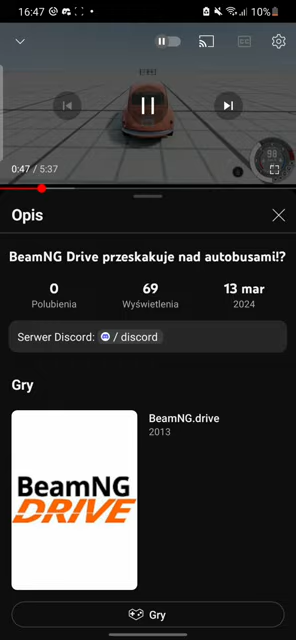 16:47
10%
0:47 / 5:37
98
Opis
BeamNG Drive przeskakuje nad autobusami!?
0
69
13 mar
Polubienia
Wyświetlenia
2024
Serwer Discord: / discord
Gry
BeamNG.drive
2013
BeamNG
DRIVE
Gry